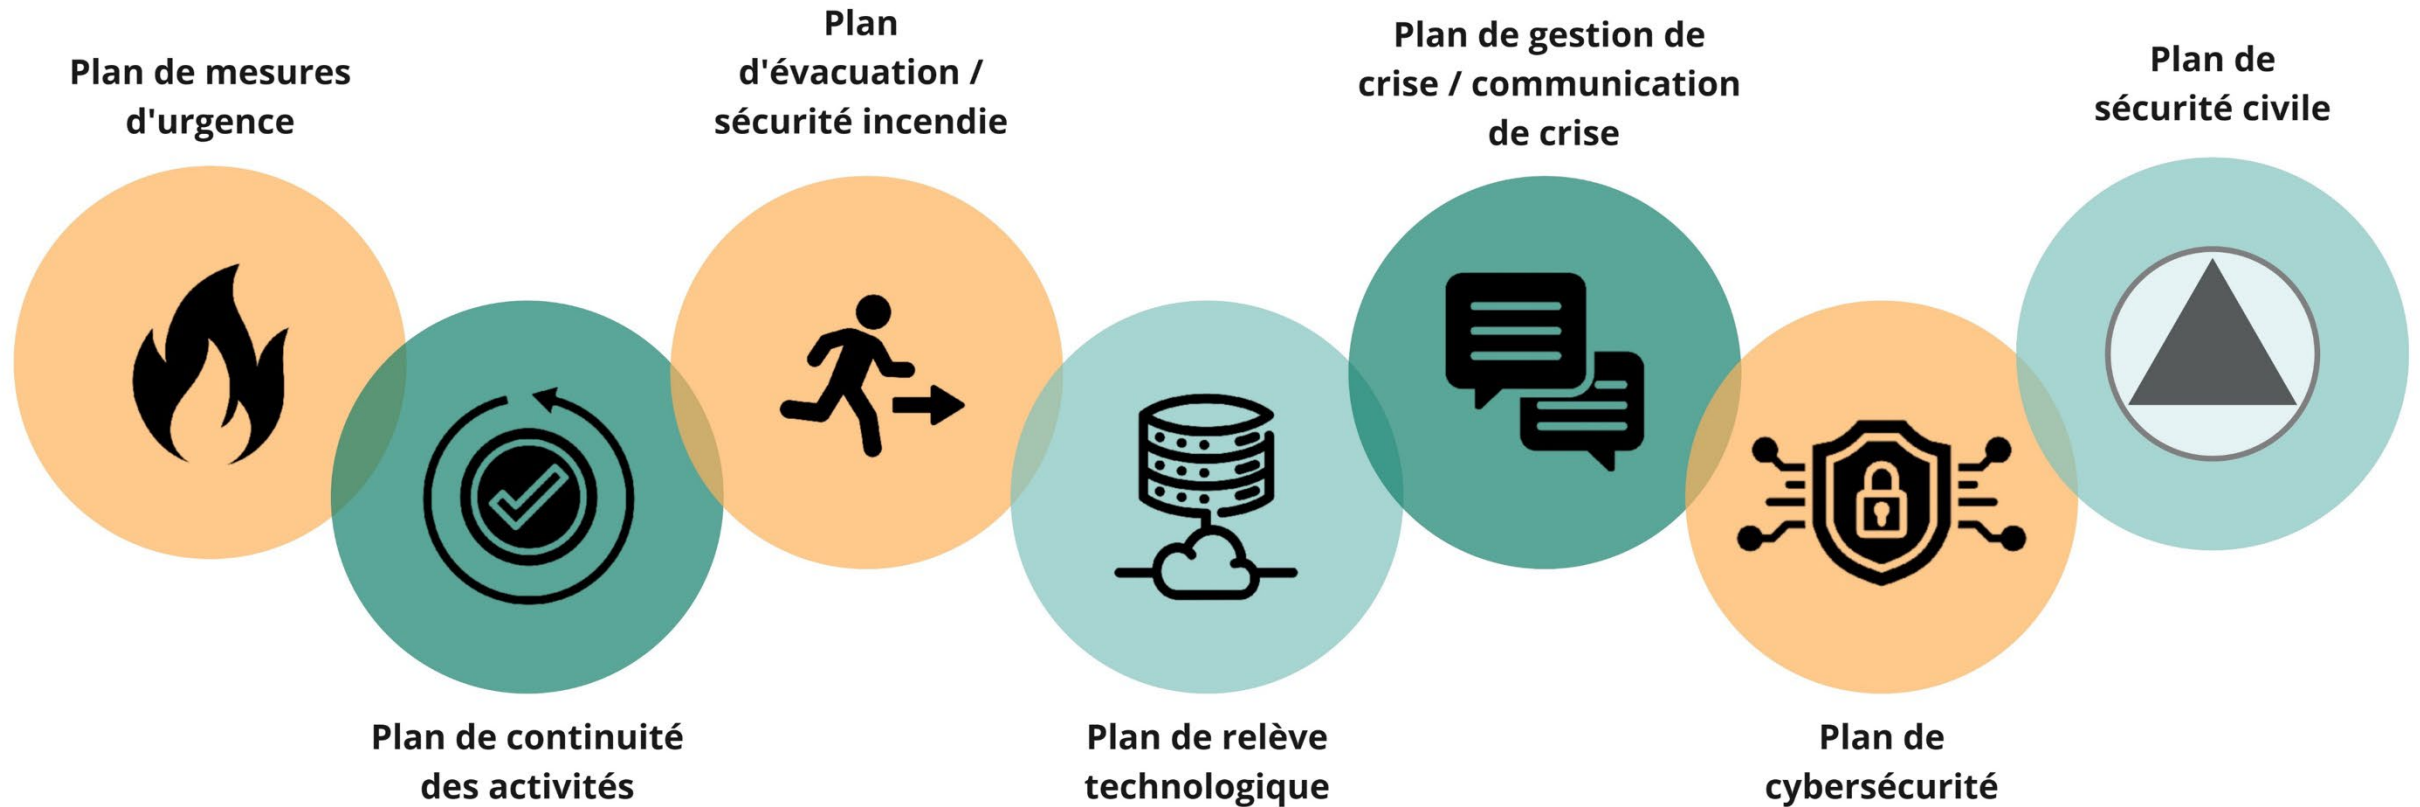 Plan de mesures
d'urgence
Plan de continuité
des activités
Plan
d'évacuation /
sécurité incendie
Plan de relève
technologique
Plan de gestion de
crise / communication
de crise
Plan de
cybersécurité
Plan de
sécurité civile